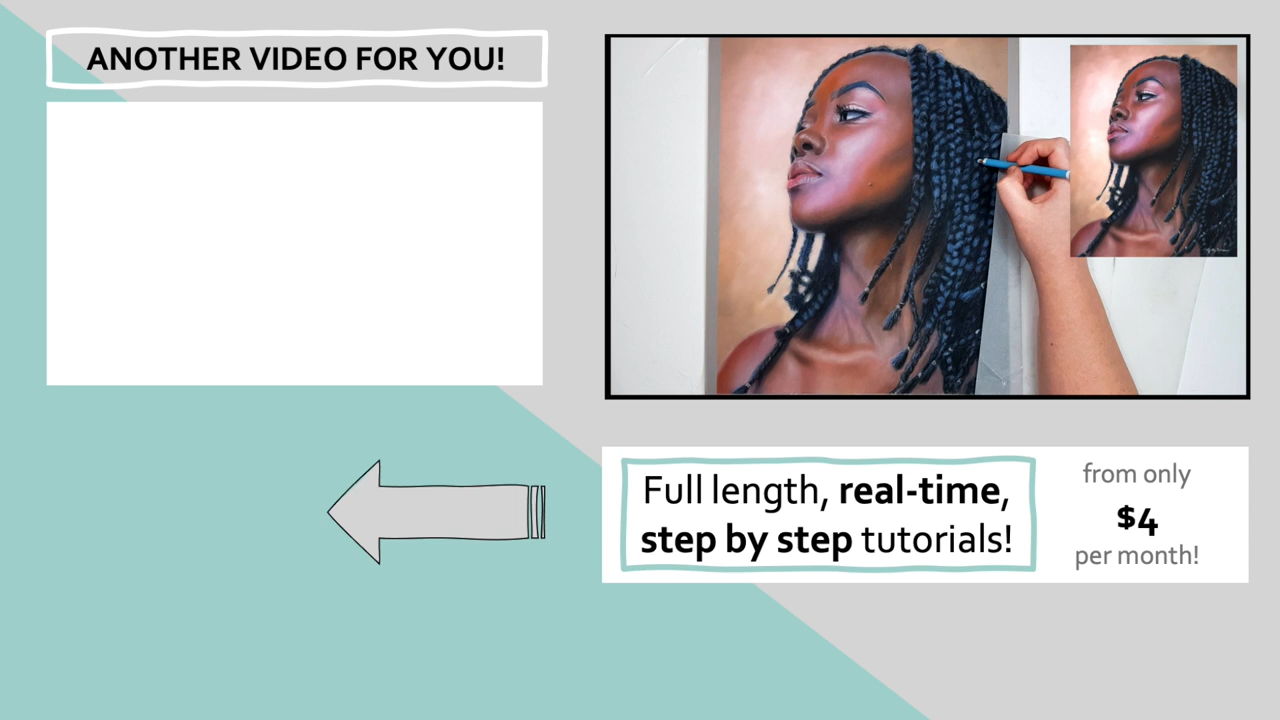 ANOTHER VIDEO FOR YOU!
Full length, real-time,
step by step tutorials!
from only
$4
per month!